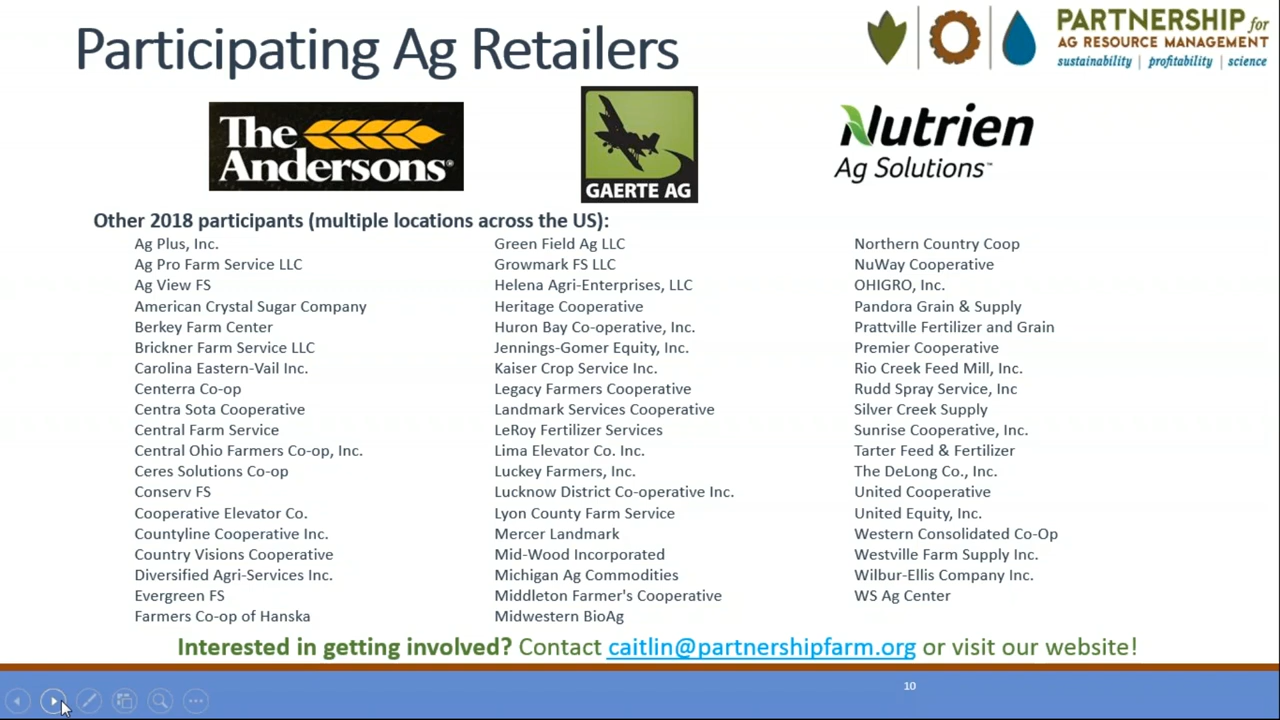 Participating Ag Retailers
PARTNERSHIP for
AG RESOURCE MANAGEMENT
sustainability | profitability | science
The
Andersons®
GAERTE AG
Nutrien
Ag Solutions™
Other 2018 participants (multiple locations across the US):
Ag Plus, Inc.
Ag Pro Farm Service LLC
Ag View FS
American Crystal Sugar Company
Berkey Farm Center
Brickner Farm Service LLC
Carolina Eastern-Vail Inc.
Centerra Co-op
Centra Sota Cooperative
Central Farm Service
Central Ohio Farmers Co-op, Inc.
Ceres Solutions Co-op
Conserv FS
Cooperative Elevator Co.
Countyline Cooperative Inc.
Country Visions Cooperative
Diversified Agri-Services Inc.
Evergreen FS
Farmers Co-op of Hanska
Green Field Ag LLC
Growmark FS LLC
Helena Agri-Enterprises, LLC
Heritage Cooperative
Huron Bay Co-operative, Inc.
Jennings-Gomer Equity, Inc.
Kaiser Crop Service Inc.
Legacy Farmers Cooperative
Landmark Services Cooperative
LeRoy Fertilizer Services
Lima Elevator Co. Inc.
Luckey Farmers, Inc.
Lucknow District Co-operative Inc.
Lyon County Farm Service
Mercer Landmark
Mid-Wood Incorporated
Michigan Ag Commodities
Middleton Farmer's Cooperative
Midwestern BioAg
Northern Country Coop
NuWay Cooperative
OHIGRO, Inc.
Pandora Grain & Supply
Prattville Fertilizer and Grain
Premier Cooperative
Rio Creek Feed Mill, Inc.
Rudd Spray Service, Inc
Silver Creek Supply
Sunrise Cooperative, Inc.
Tarter Feed & Fertilizer
The DeLong Co., Inc.
United Cooperative
United Equity, Inc.
Western Consolidated Co-Op
Westville Farm Supply Inc.
Wilbur-Ellis Company Inc.
WS Ag Center
Interested in getting involved? Contact caitlin@partnershipfarm.org or visit our website!
10